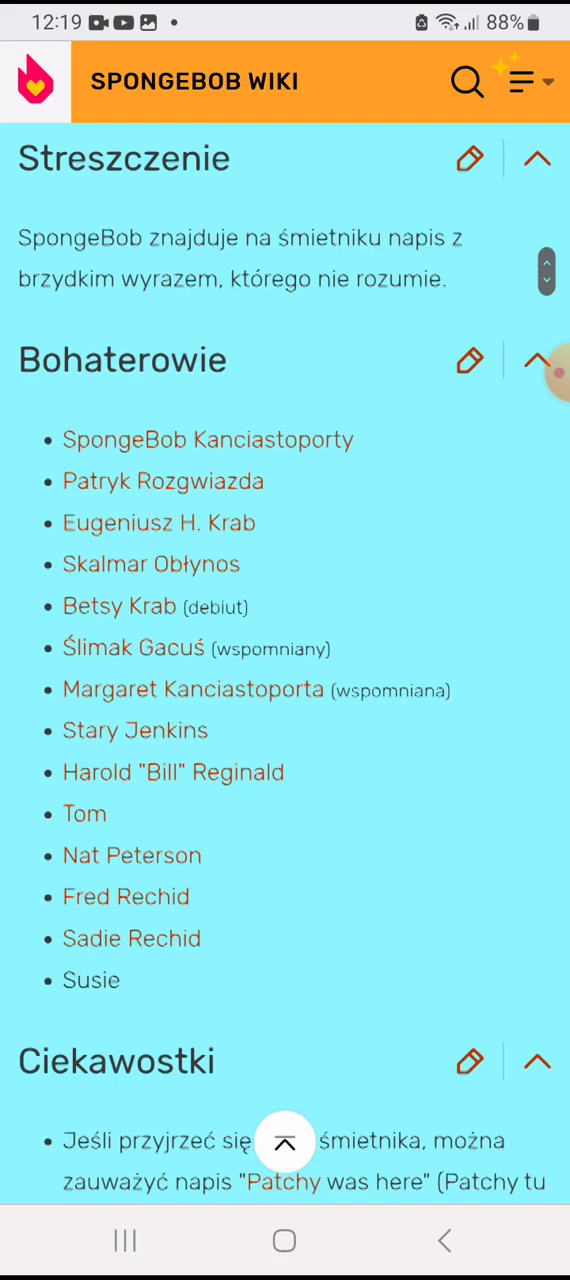 12:19
88%
SPONGEBOB WIKI
Streszczenie
SpongeBob znajduje na śmietniku napis z
brzydkim wyrazem, którego nie rozumie.
Bohaterowie
• SpongeBob Kanciastoporty
• Patryk Rozgwiazda
• Eugeniusz H. Krab
• Skalmar Obłynos
• Betsy Krab (debiut)
• Ślimak Gacuś (wspomniany)
• Margaret Kanciastoporta (wspomniana)
• Stary Jenkins
• Harold "Bill" Reginald
• Tom
• Nat Peterson
• Fred Rechid
• Sadie Rechid
• Susie
Ciekawostki
• Jeśli przyjrzeć się śmietnika, można
zauważyć napis "Patchy was here" (Patchy tu